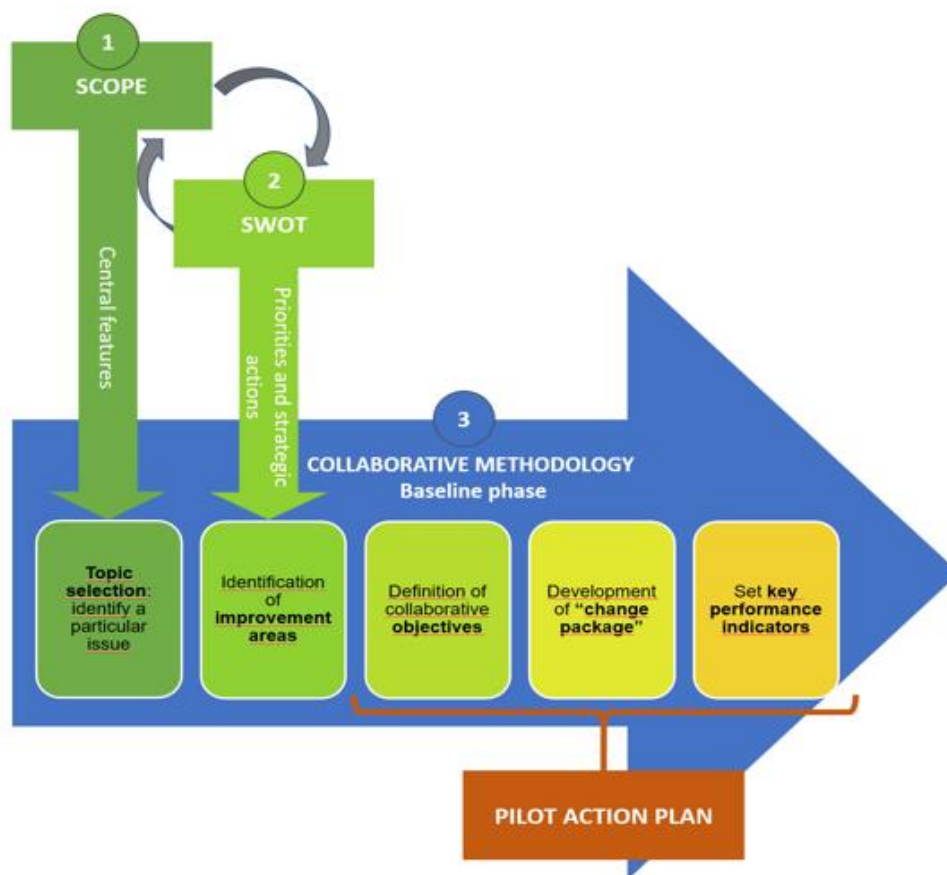 1
SCOPE
2
SWOT
Central features
Priorities and strategic
actions
3
COLLABORATIVE METHODOLOGY
Baseline phase
Topic
selection:
identify a
particular
issue
Identification
of
improvement
areas
Definition of
collaborative
objectives
Development
of “change
package”
Set key
performance
indicators
PILOT ACTION PLAN